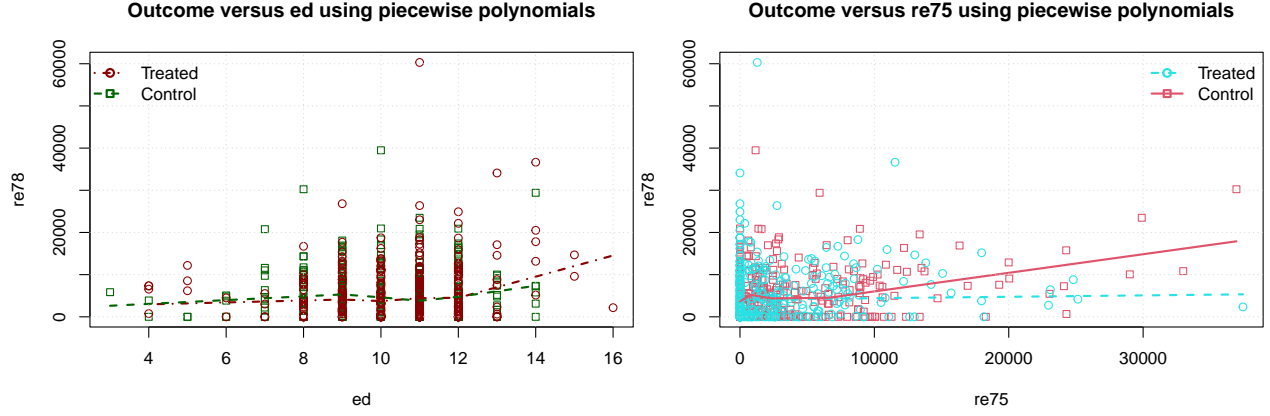 Outcome versus ed using piecewise polynomials
60000
40000
20000
0
re78
Treated
Control
4 6 8 10 12 14 16
ed
Outcome versus re75 using piecewise polynomials
60000
40000
20000
0
re78
Treated
Control
0 10000 20000 30000
re75